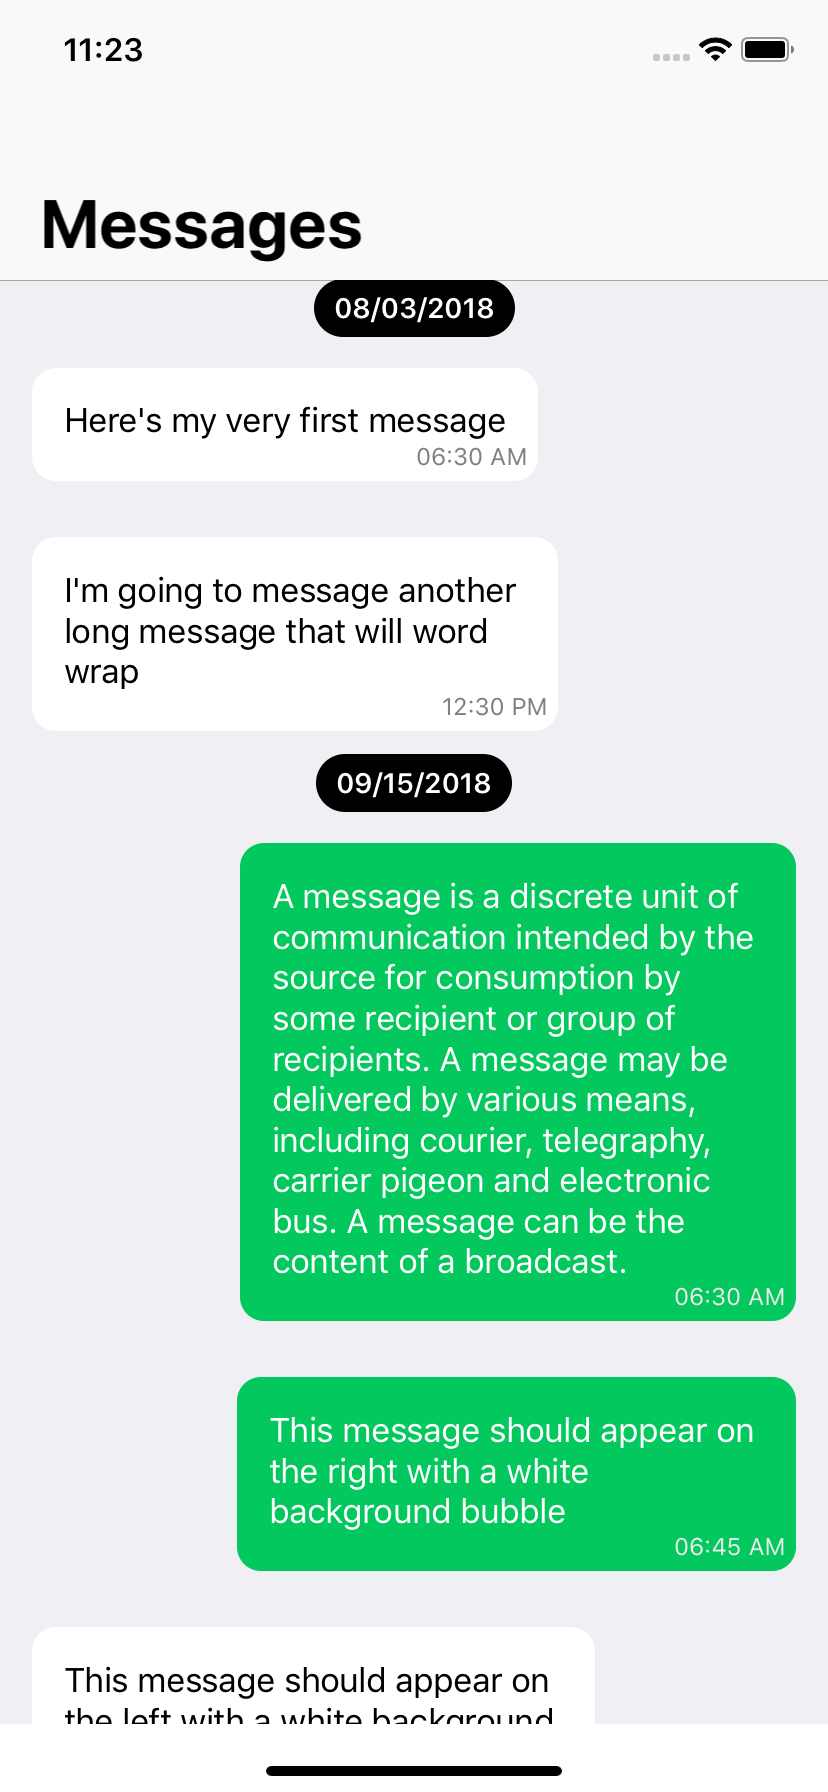 11:23
Messages
08/03/2018
Here's my very first message
06:30 AM
I'm going to message another
long message that will word
wrap
12:30 PM
09/15/2018
A message is a discrete unit of
communication intended by the
source for consumption by
some recipient or group of
recipients. A message may be
delivered by various means,
including courier, telegraphy,
carrier pigeon and electronic
bus. A message can be the
content of a broadcast.
06:30 AM
This message should appear on
the right with a white
background bubble
06:45 AM
This message should appear on
the left with a white background